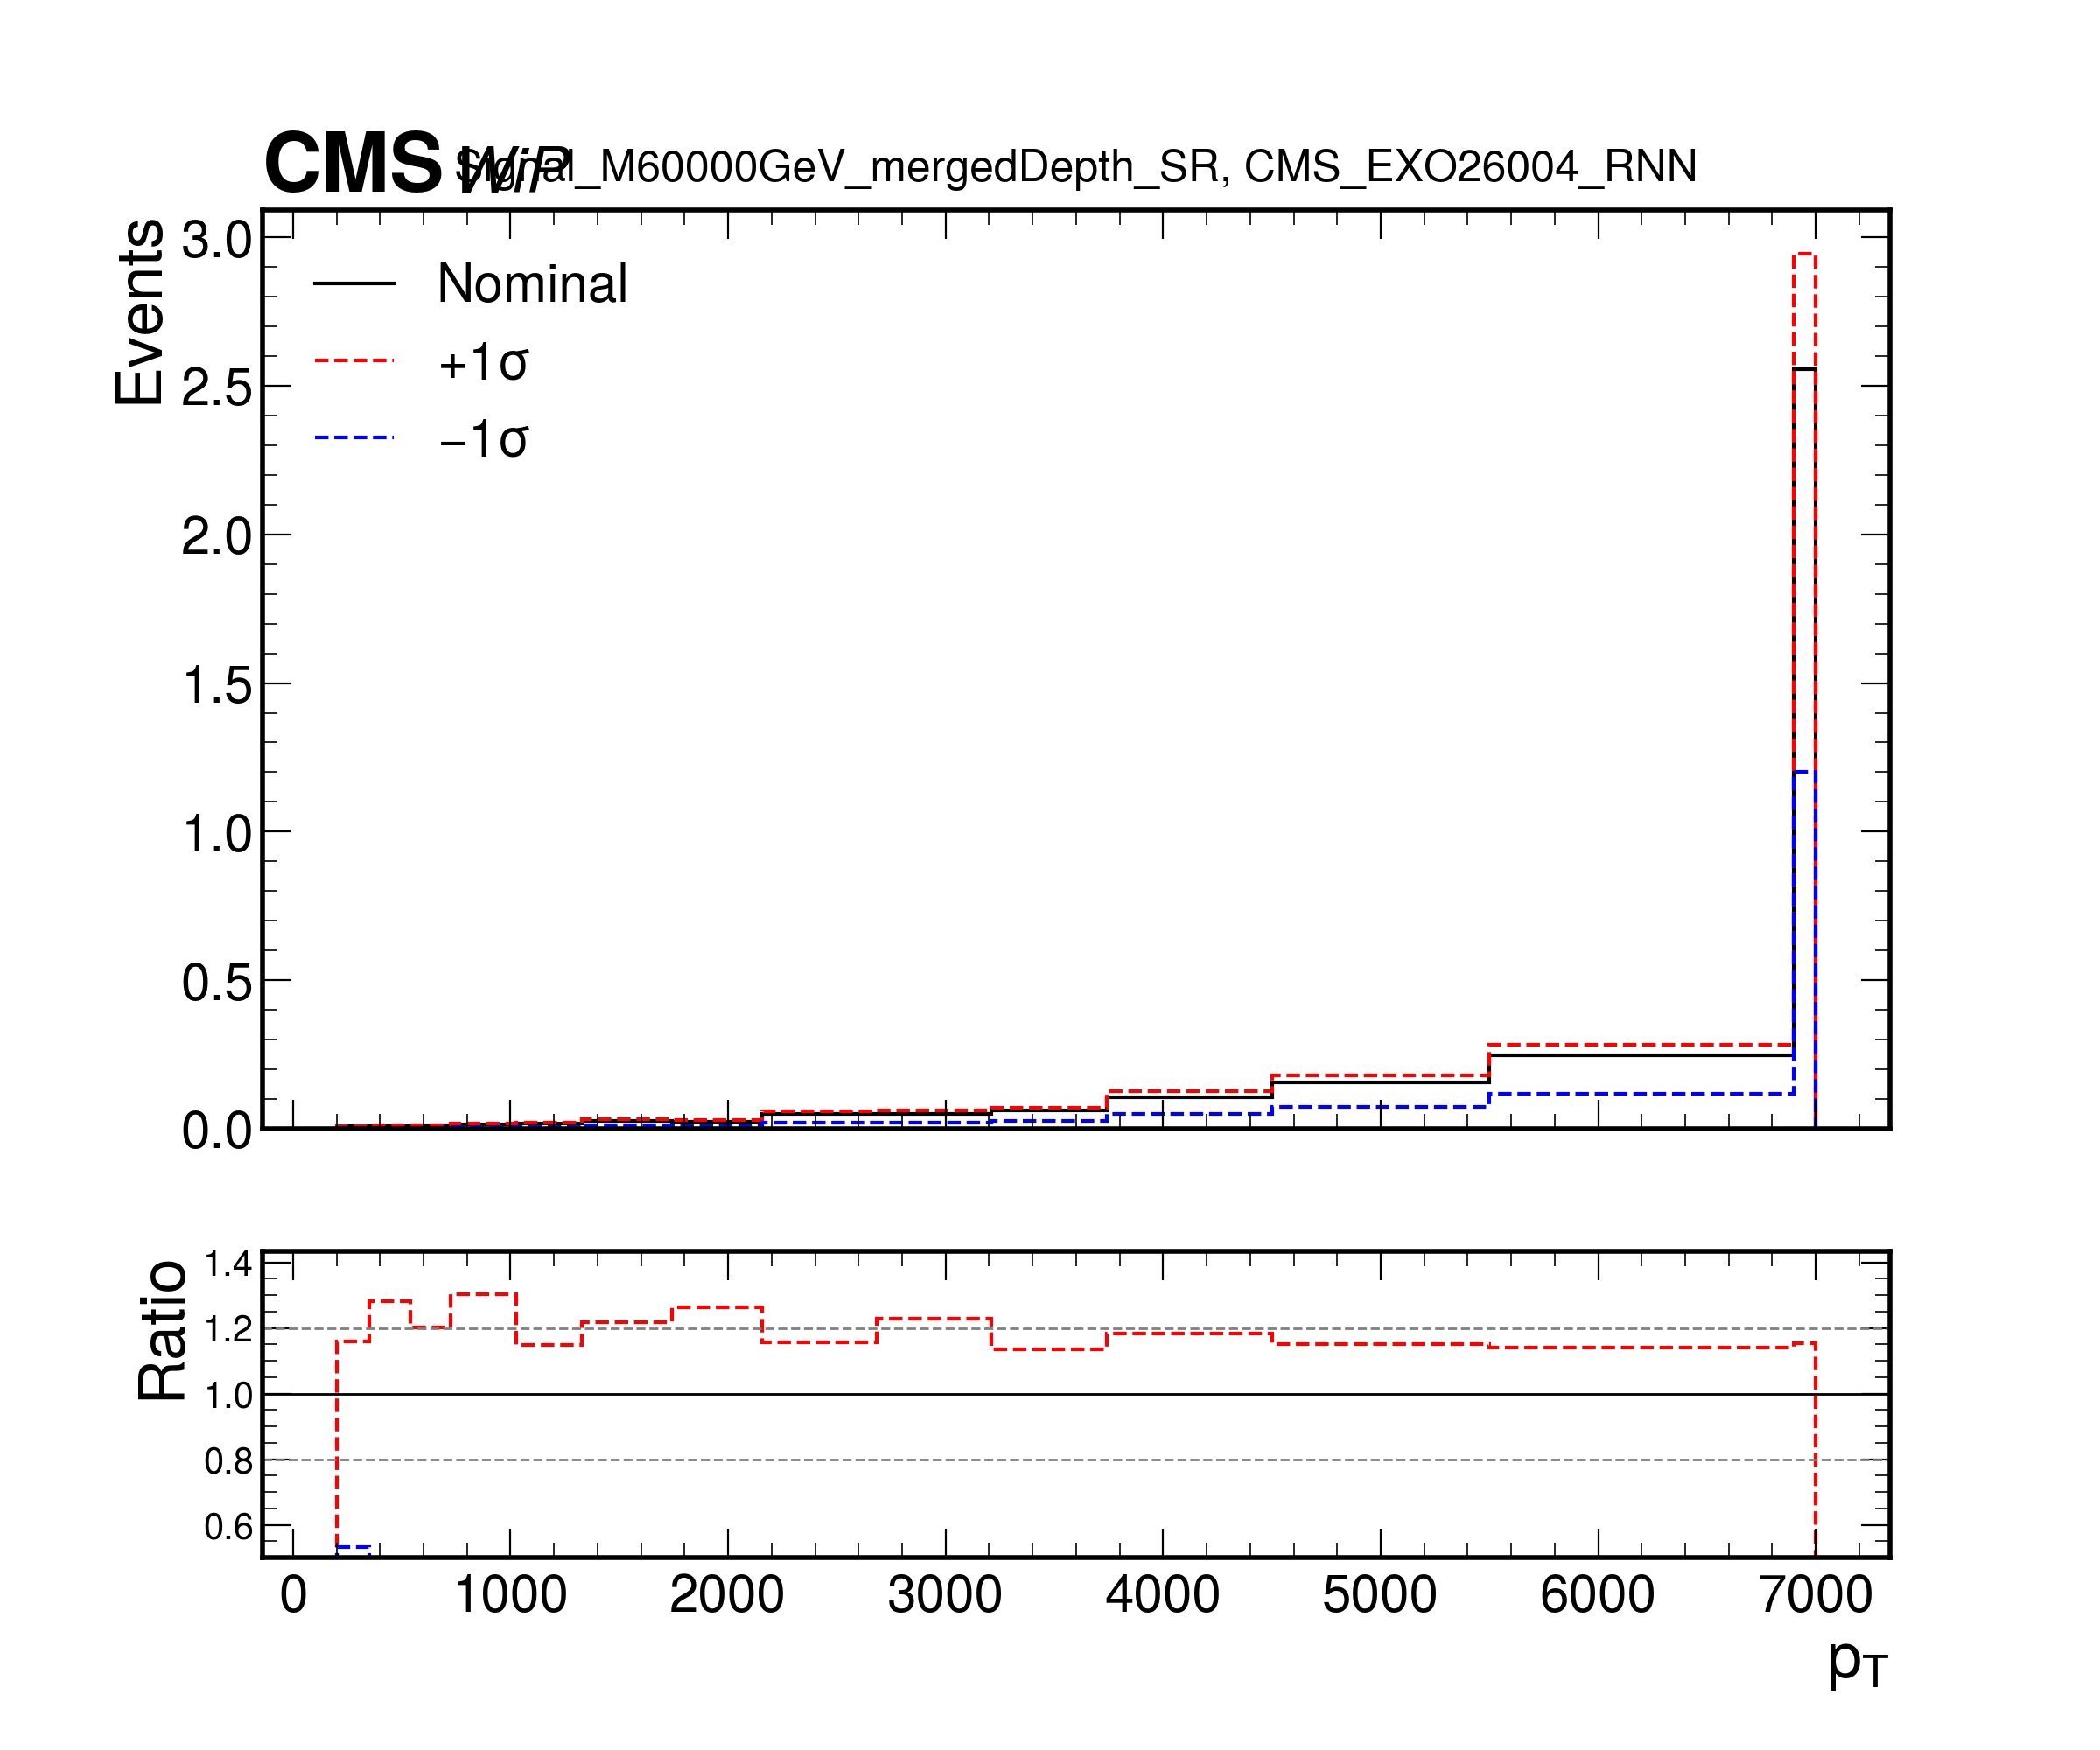 CMS WiP Signal_M60000GeV_mergedDepth_SR, CMS_EXO26004_RNN
Events
3.0
2.5
2.0
1.5
1.0
0.5
0.0
Nominal
+1σ
−1σ
Ratio
1.4
1.2
1.0
0.8
0.6
0 1000 2000 3000 4000 5000 6000 7000
pT